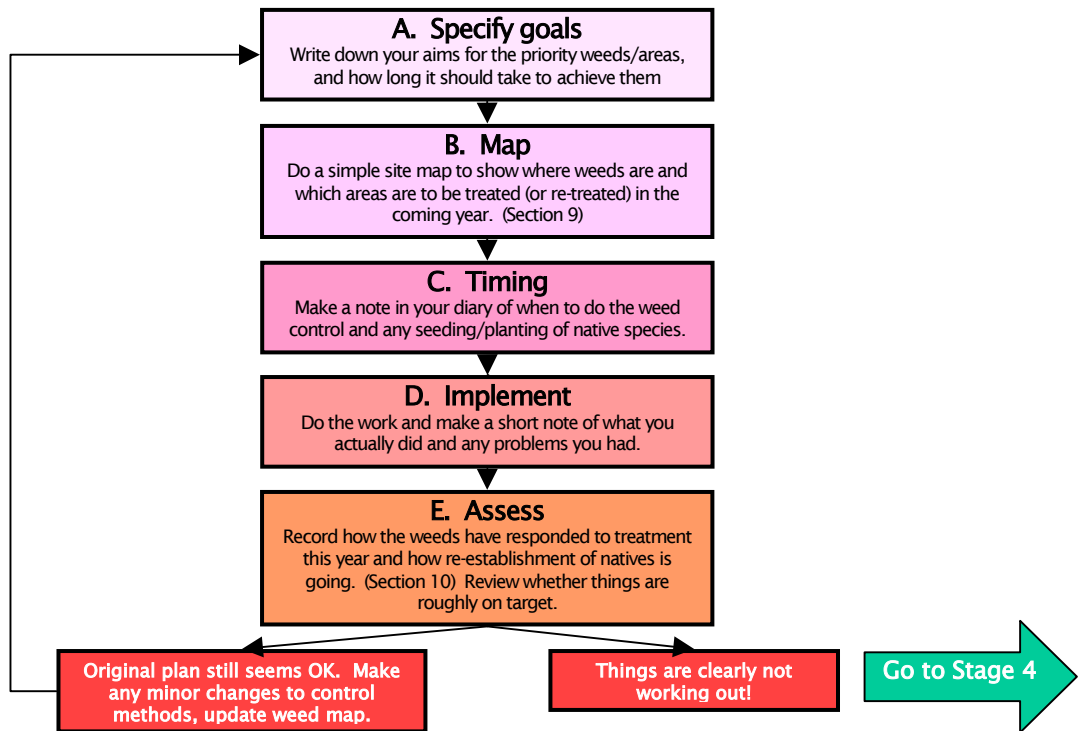 A. Specify goals
Write down your aims for the priority weeds/areas,
and how long it should take to achieve them
B. Map
Do a simple site map to show where weeds are and
which areas are to be treated (or re-treated) in the
coming year. (Section 9)
C. Timing
Make a note in your diary of when to do the weed
control and any seeding/planting of native species.
D. Implement
Do the work and make a short note of what you
actually did and any problems you had.
E. Assess
Record how the weeds have responded to treatment
this year and how re-establishment of natives is
going. (Section 10) Review whether things are
roughly on target.
Original plan still seems OK. Make
any minor changes to control
methods, update weed map.
Things are clearly not
working out!
Go to Stage 4